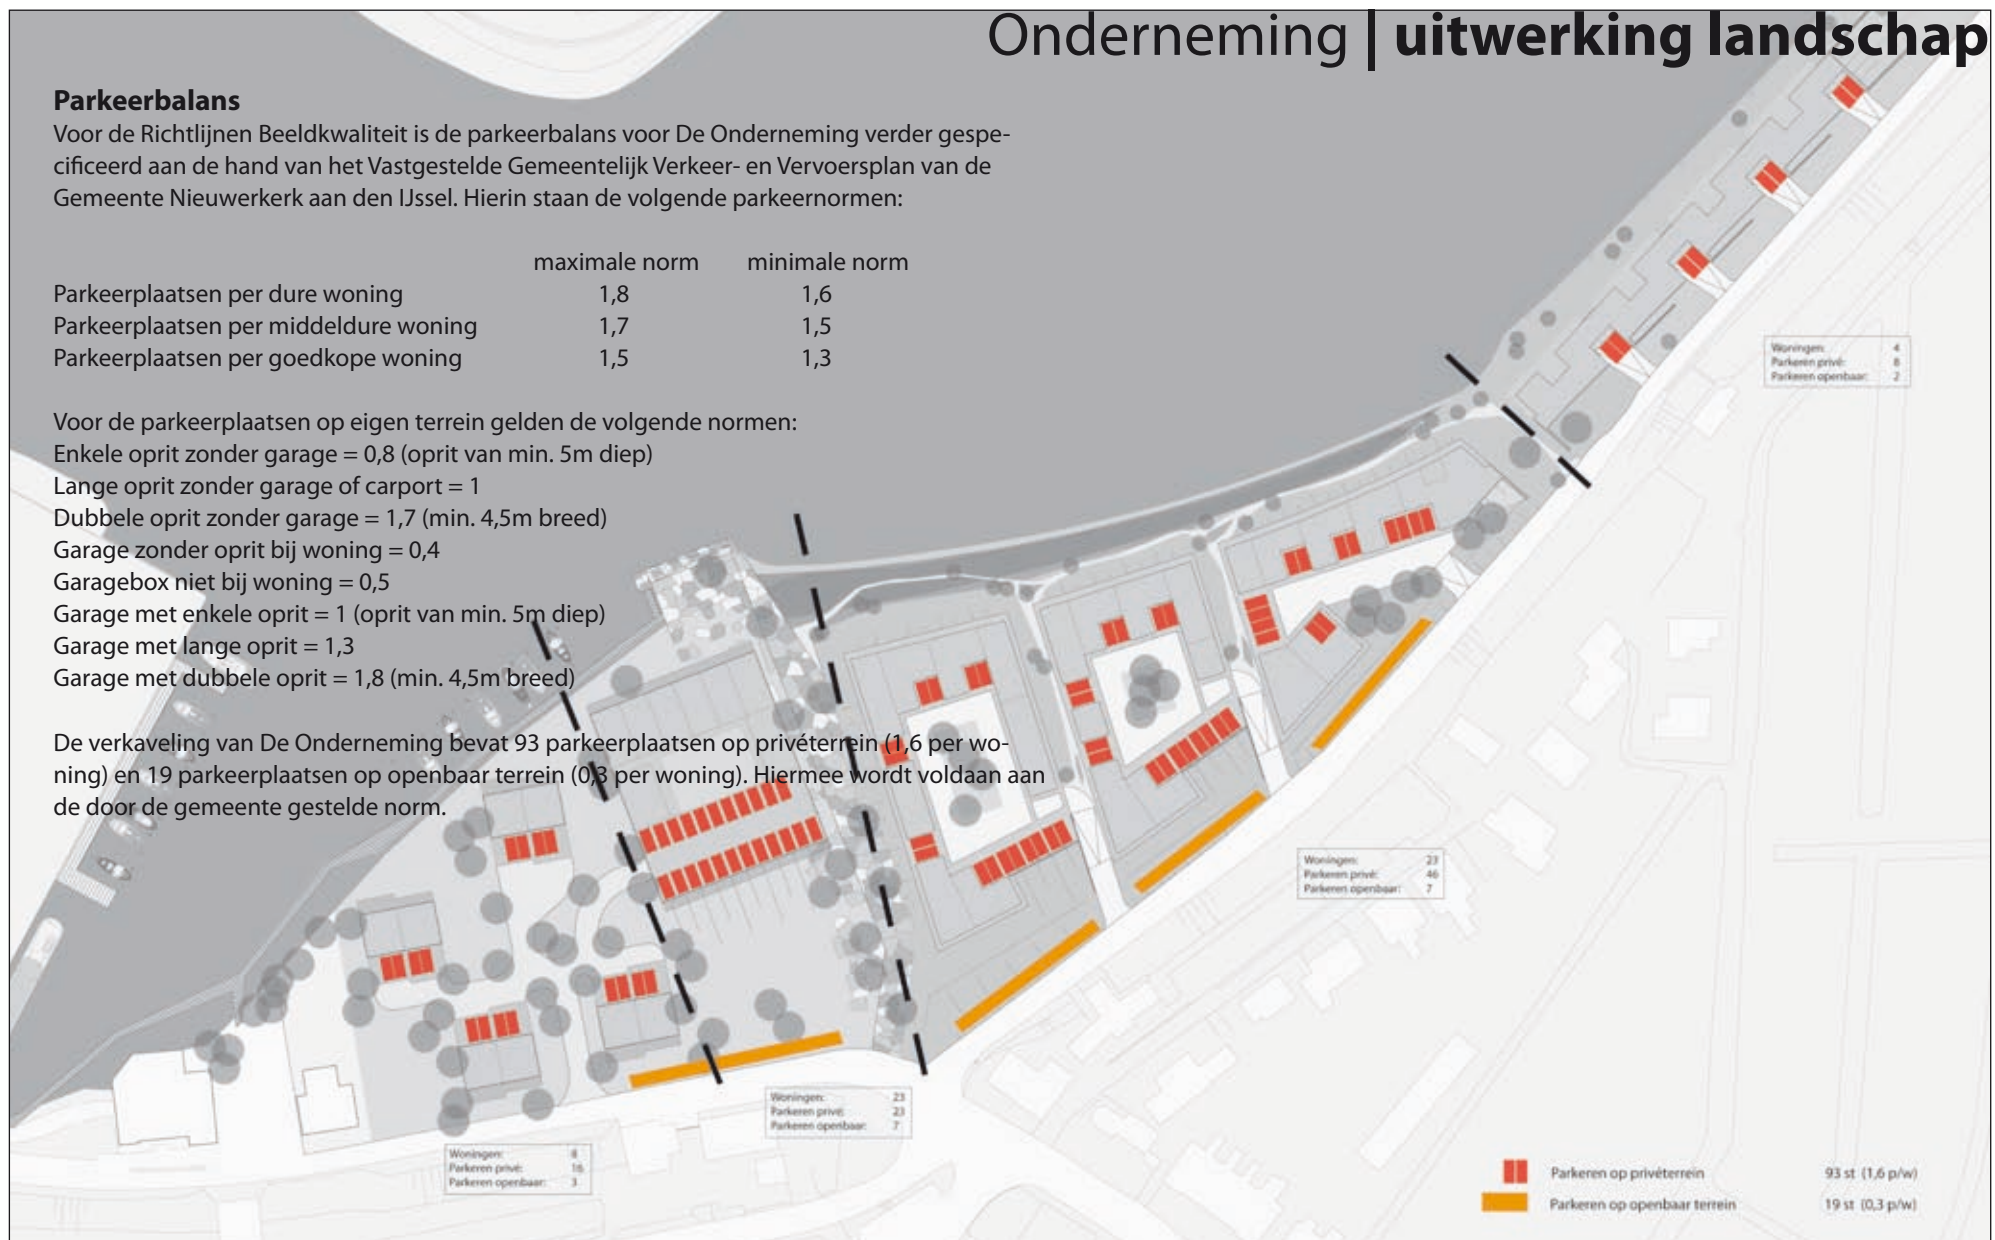 Onderneming | uitwerking landschap
Parkeerbalans
Voor de Richtlijnen Beeldkwaliteit is de parkeerbalans voor De Onderneming verder gespe-
cificeerd aan de hand van het Vastgestelde Gemeentelijk Verkeer- en Vervoersplan van de
Gemeente Nieuwerkerk aan den IJssel. Hierin staan de volgende parkeernormen:
maximale norm minimale norm
Parkeerplaatsen per dure woning 1,8 1,6
Parkeerplaatsen per middeldure woning 1,7 1,5
Parkeerplaatsen per goedkope woning 1,5 1,3
Voor de parkeerplaatsen op eigen terrein gelden de volgende normen:
Enkele oprit zonder garage = 0,8 (oprit van min. 5m diep)
Lange oprit zonder garage of carport = 1
Dubbele oprit zonder garage = 1,7 (min. 4,5m breed)
Garage zonder oprit bij woning = 0,4
Garagebox niet bij woning = 0,5
Garage met enkele oprit = 1 (oprit van min. 5m diep)
Garage met lange oprit = 1,3
Garage met dubbele oprit = 1,8 (min. 4,5m breed)
De verkaveling van De Onderneming bevat 93 parkeerplaatsen op privéterrein (1,6 per wo-
ning) en 19 parkeerplaatsen op openbaar terrein (0,3 per woning). Hiermee wordt voldaan aan
de door de gemeente gestelde norm.
Woningen: 4
Parkeren privé: 8
Parkeren openbaar: 2
Woningen: 23
Parkeren privé: 46
Parkeren openbaar: 7
Woningen: 23
Parkeren privé: 23
Parkeren openbaar: 7
Woningen: 8
Parkeren privé: 16
Parkeren openbaar: 3
Parkeren op privéterrein 93 st (1,6 p/w)
Parkeren op openbaar terrein 19 st (0,3 p/w)